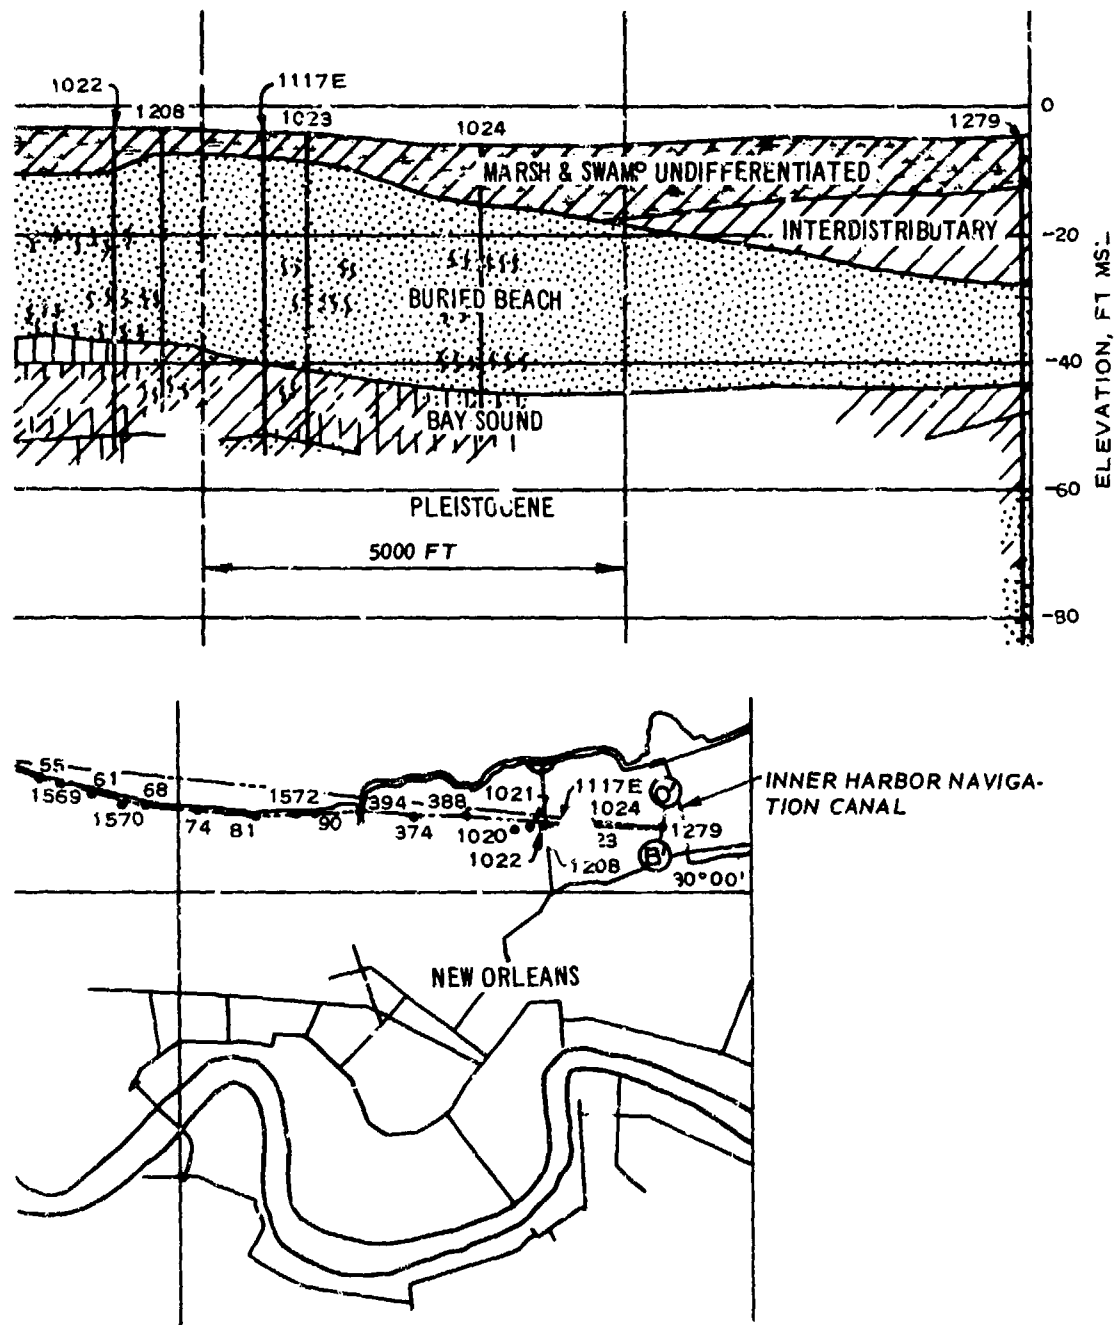 1022
1208
1117E
1023
1024
1279
0
MARSH & SWAMP UNDIFFERENTIATED
INTERDISTRIBUTARY
-20
BURIED BEACH
-40
BAY SOUND
-60
PLEISTOCENE
5000 FT
-80
ELEVATION, FT MSL
55
1569
61
1570
68
74
81
1572
90
394
388
374
1021
1020
1022
1117E
1024
23
1208
1279
INNER HARBOR NAVIGA-
TION CANAL
B'
30°00'
NEW ORLEANS